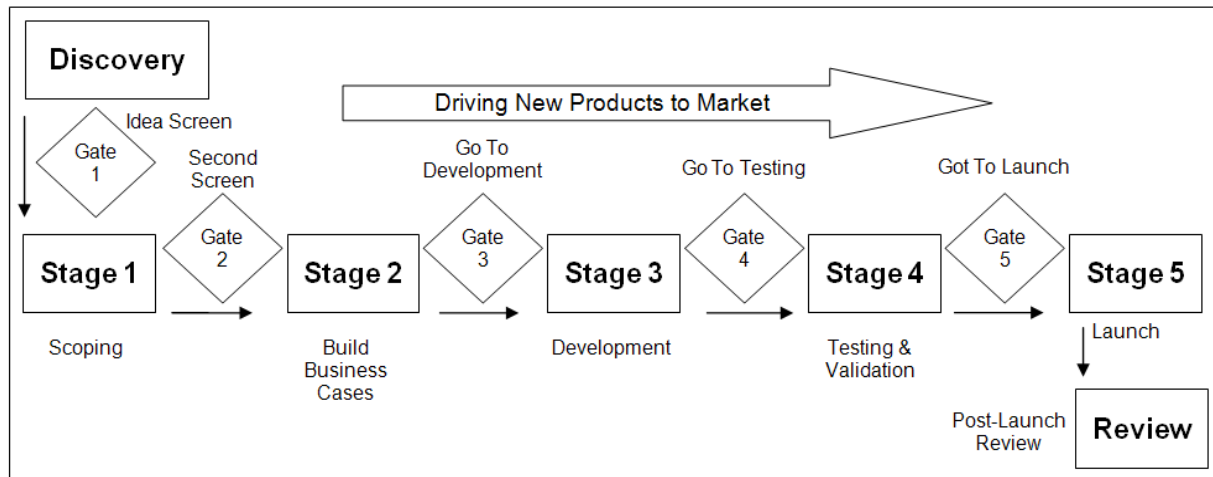 Discovery
Driving New Products to Market
Idea Screen
Gate
1
Second
Screen
Go To
Development
Go To Testing
Got To Launch
Gate
2
Gate
3
Gate
4
Gate
5
Stage 1
Stage 2
Stage 3
Stage 4
Stage 5
Scoping
Build
Business
Cases
Development
Testing &
Validation
Launch
Post-Launch
Review
Review